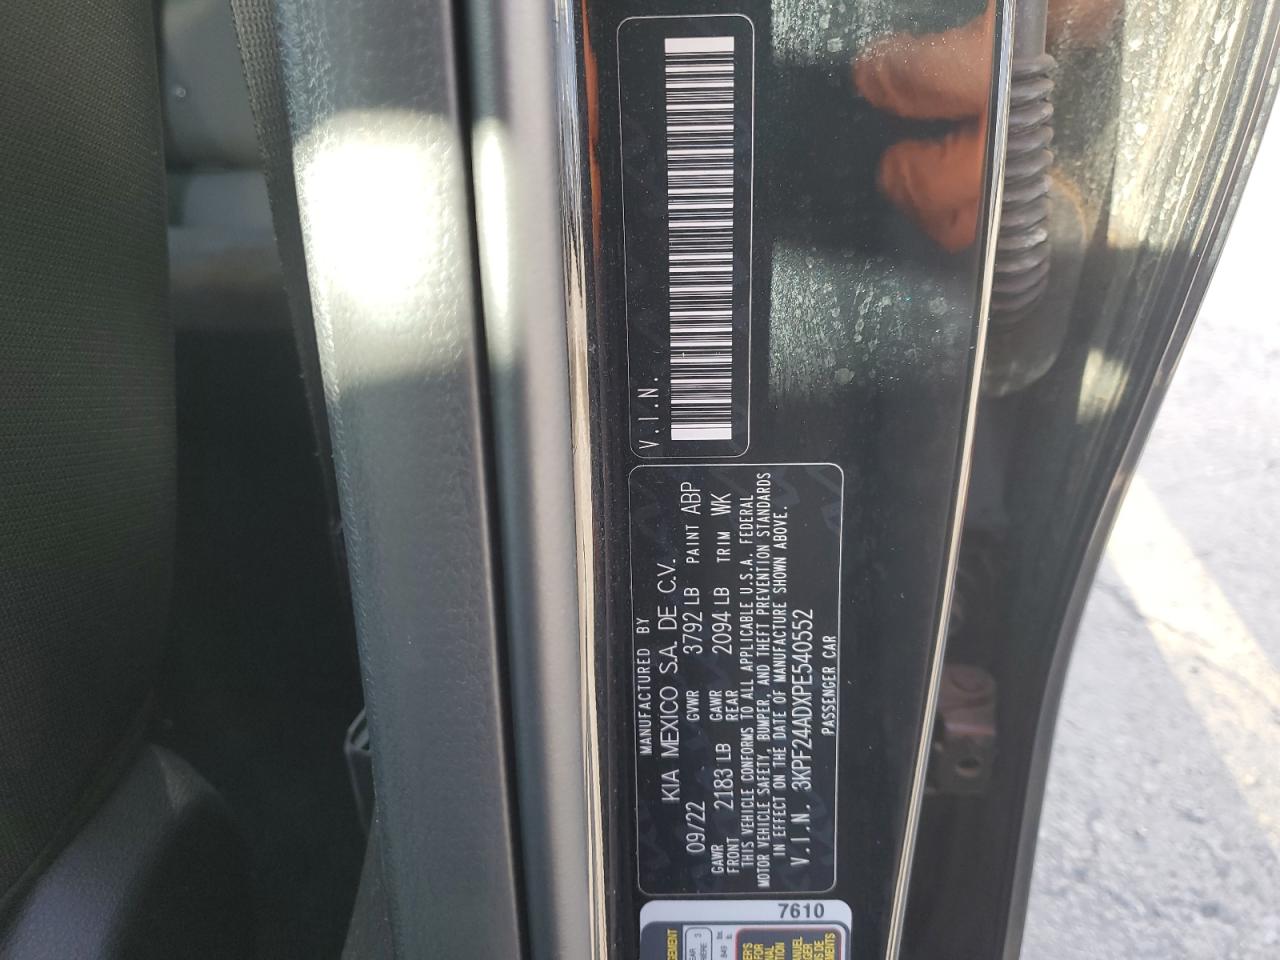 V.I.N.
MANUFACTURED BY
KIA MEXICO S.A. DE C.V.
09/22 GVWR 3792 LB PAINT ABP
GAWR FRONT 2183 LB GAWR REAR 2094 LB TRIM WK
THIS VEHICLE CONFORMS TO ALL APPLICABLE U.S.A. FEDERAL
MOTOR VEHICLE SAFETY, BUMPER, AND THEFT PREVENTION STANDARDS
IN EFFECT ON THE DATE OF MANUFACTURE SHOWN ABOVE.
V.I.N. 3KPF24ADXPE540552
PASSENGER CAR
7610